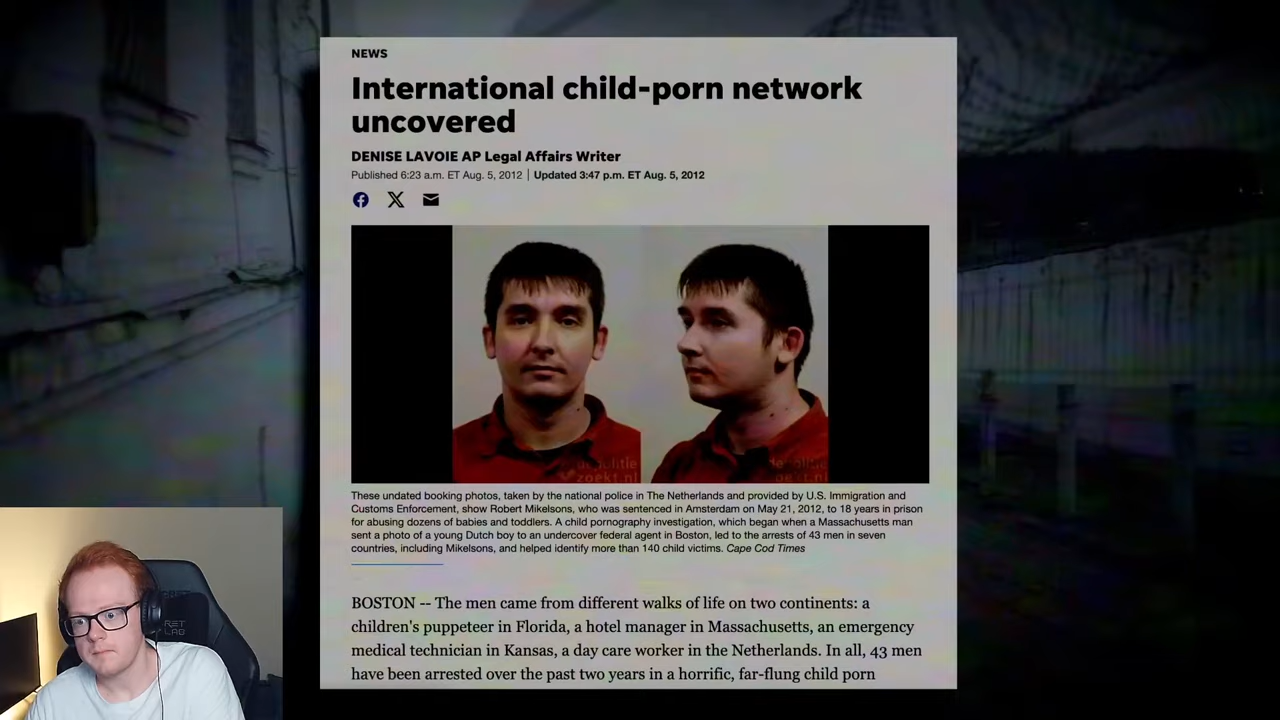 NEWS
International child-porn network
uncovered
DENISE LAVOIE AP Legal Affairs Writer
Published 6:23 a.m. ET Aug. 5, 2012 | Updated 3:47 p.m. ET Aug. 5, 2012
These undated booking photos, taken by the national police in The Netherlands and provided by U.S. Immigration and
Customs Enforcement, show Robert Mikelsons, who was sentenced in Amsterdam on May 21, 2012, to 18 years in prison
for abusing dozens of babies and toddlers. A child pornography investigation, which began when a Massachusetts man
sent a photo of a young Dutch boy to an undercover federal agent in Boston, led to the arrests of 43 men in seven
countries, including Mikelsons, and helped identify more than 140 child victims. Cape Cod Times
BOSTON -- The men came from different walks of life on two continents: a
children's puppeteer in Florida, a hotel manager in Massachusetts, an emergency
medical technician in Kansas, a day care worker in the Netherlands. In all, 43 men
have been arrested over the past two years in a horrific, far-flung child porn